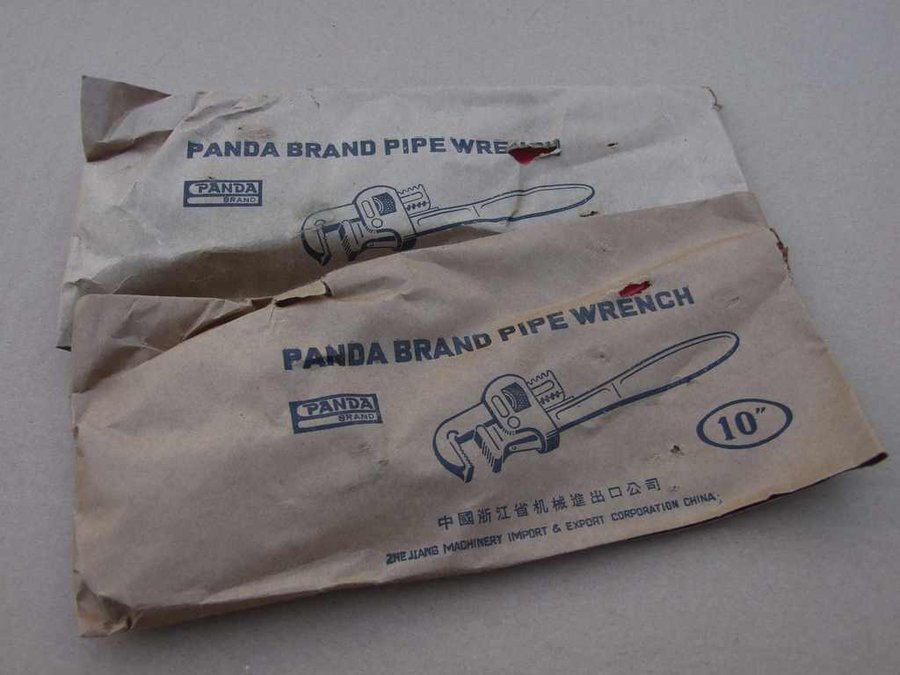 PANDA BRAND PIPE WRENCH
PANDA
BRAND
PANDA BRAND PIPE WRENCH
PANDA
BRAND
10"
中國浙江省机械進出口公司
ZHEJIANG MACHINERY IMPORT & EXPORT CORPORATION CHINA